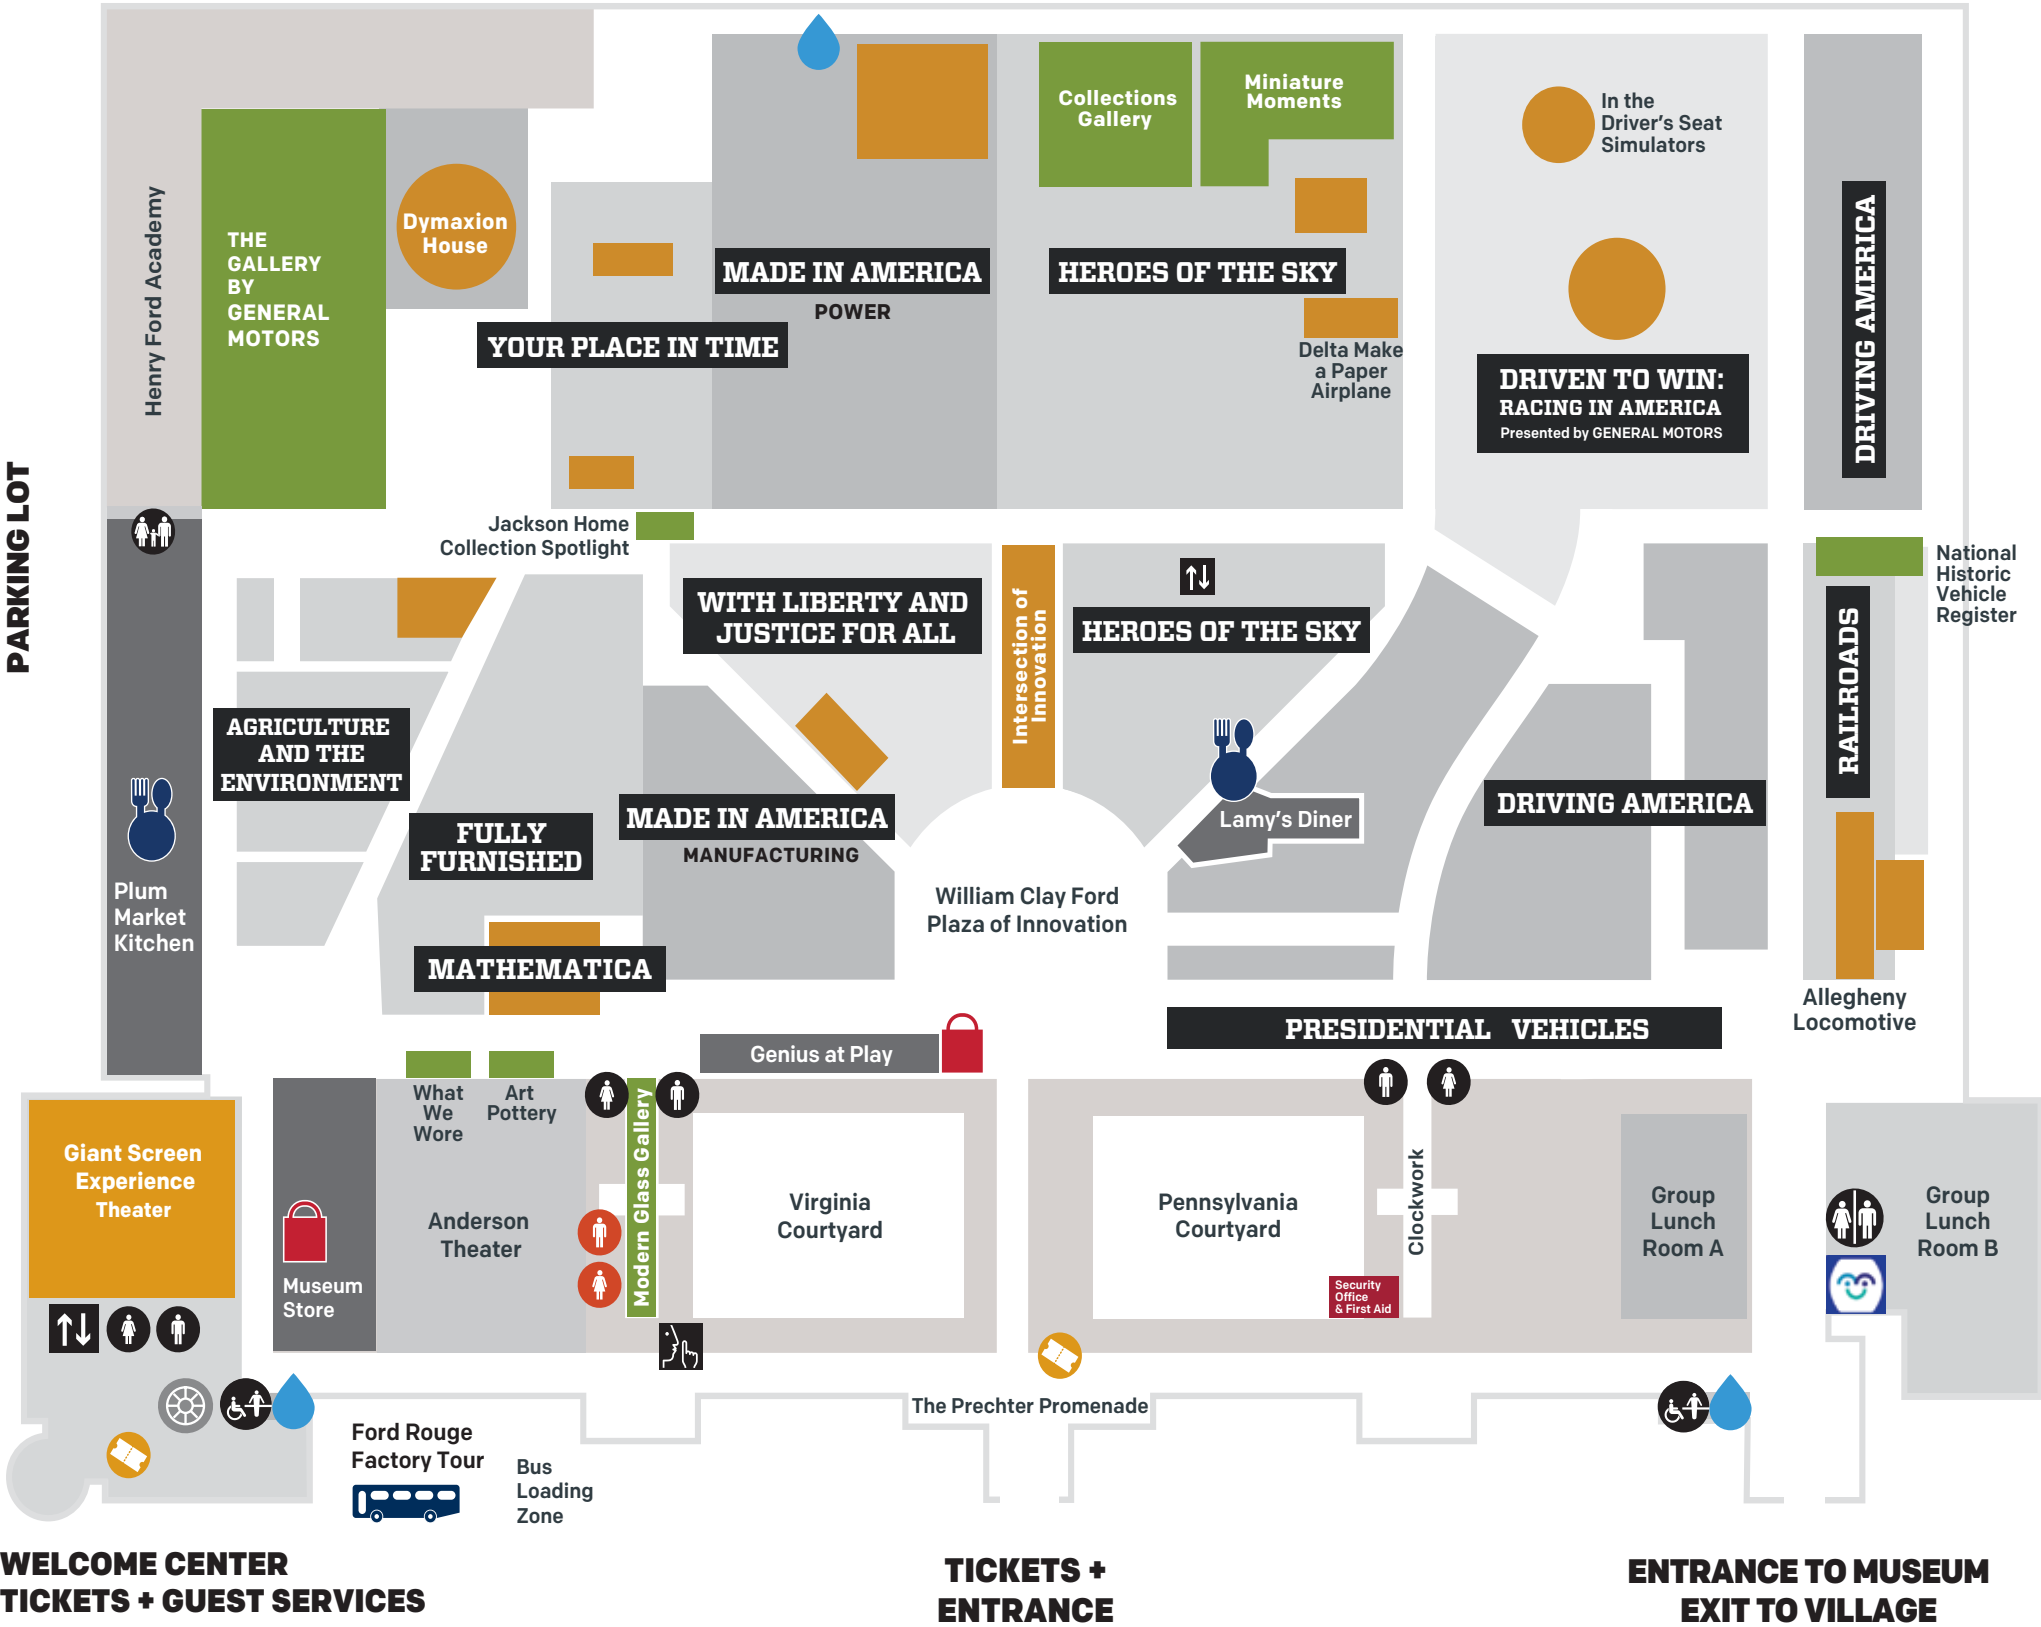 Collections
Gallery
Miniature
Moments
In the
Driver's Seat
Simulators
Henry Ford Academy
THE
GALLERY
BY
GENERAL
MOTORS
Dymaxion
House
MADE IN AMERICA
POWER
HEROES OF THE SKY
YOUR PLACE IN TIME
Delta Make
a Paper
Airplane
DRIVEN TO WIN:
RACING IN AMERICA
Presented by GENERAL MOTORS
DRIVING AMERICA
PARKING LOT
Jackson Home
Collection Spotlight
WITH LIBERTY AND
JUSTICE FOR ALL
Intersection of
Innovation
HEROES OF THE SKY
National
Historic
Vehicle
Register
RAILROADS
AGRICULTURE
AND THE
ENVIRONMENT
FULLY
FURNISHED
MADE IN AMERICA
MANUFACTURING
Lamy's Diner
DRIVING AMERICA
Plum
Market
Kitchen
William Clay Ford
Plaza of Innovation
MATHEMATICA
Allegheny
Locomotive
PRESIDENTIAL VEHICLES
Genius at Play
What
We
Wore
Art
Pottery
Modern Glass Gallery
Giant Screen
Experience
Theater
Museum
Store
Anderson
Theater
Virginia
Courtyard
Pennsylvania
Courtyard
Clockwork
Security
Office
& First Aid
Group
Lunch
Room A
Group
Lunch
Room B
The Prechter Promenade
Ford Rouge
Factory Tour
Bus
Loading
Zone
WELCOME CENTER
TICKETS + GUEST SERVICES
TICKETS +
ENTRANCE
ENTRANCE TO MUSEUM
EXIT TO VILLAGE